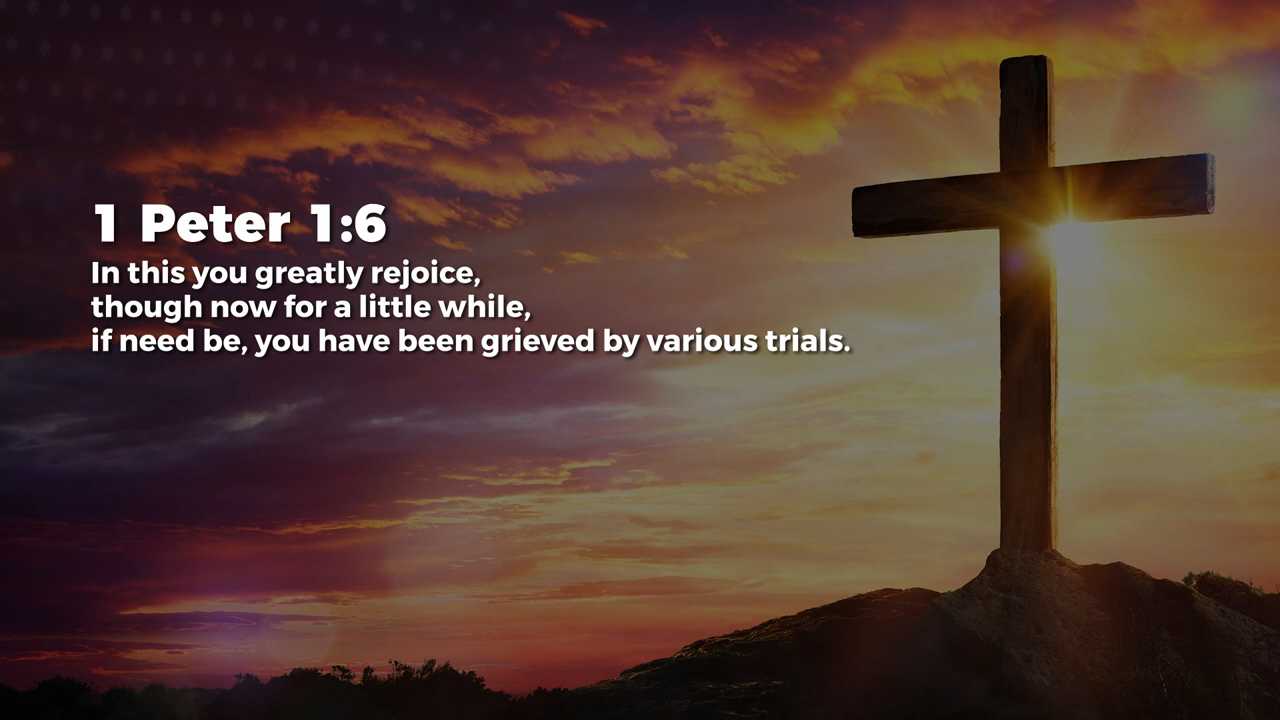 1 Peter 1:6
In this you greatly rejoice,
though now for a little while,
if need be, you have been grieved by various trials.